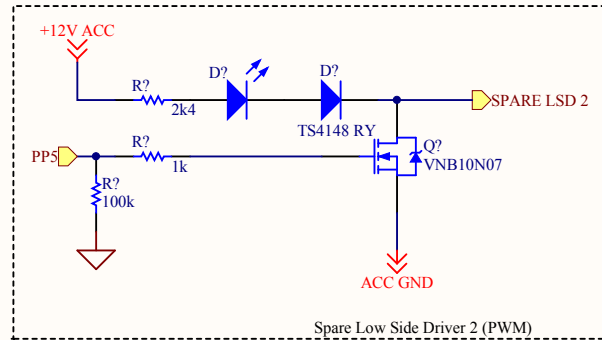 +12V ACC
R?
2k4
D?
D?
TS4148 RY
SPARE LSD 2
PP5
R?
1k
Q?
VNB10N07
R?
100k
ACC GND
Spare Low Side Driver 2 (PWM)